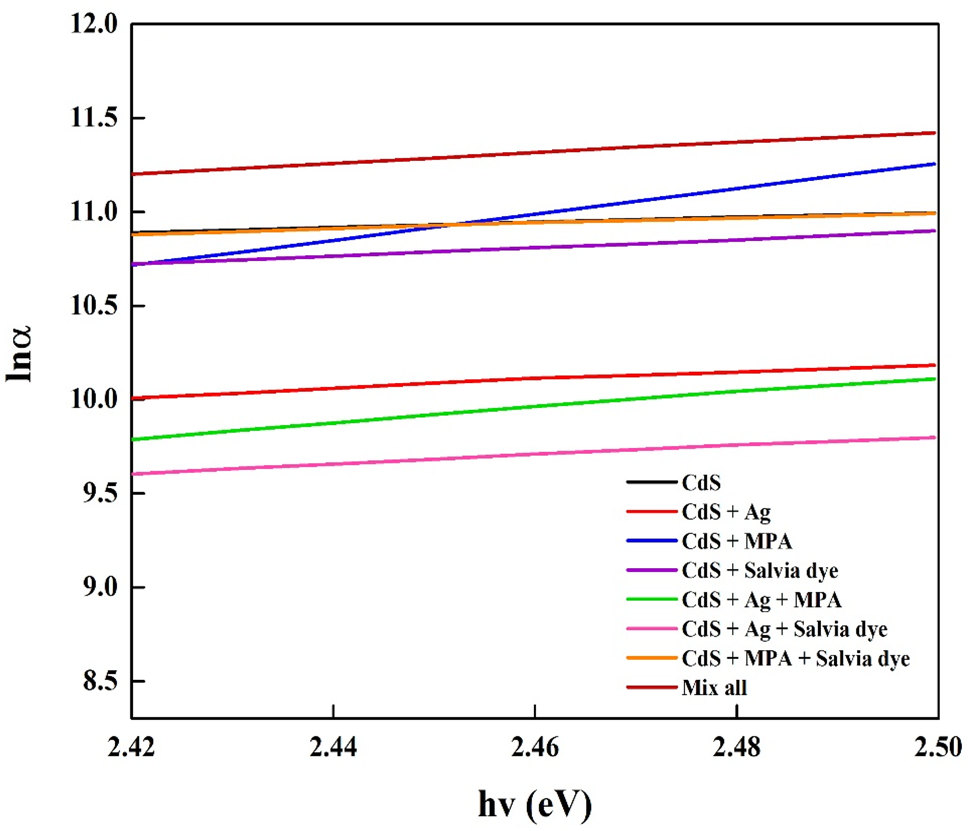 12.0
11.5
11.0
10.5
10.0
9.5
9.0
8.5
lnα
CdS
CdS + Ag
CdS + MPA
CdS + Salvia dye
CdS + Ag + MPA
CdS + Ag + Salvia dye
CdS + MPA + Salvia dye
Mix all
2.42 2.44 2.46 2.48 2.50
hv (eV)